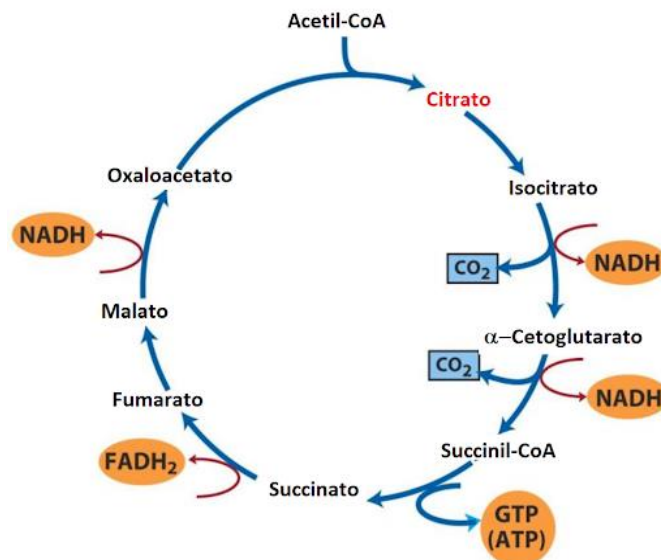 Acetil-CoA
Citrato
Oxaloacetato
Isocitrato
NADH
CO2
NADH
Malato
α–Cetoglutarato
CO2
NADH
Fumarato
Succinil-CoA
FADH2
Succinato
GTP
(ATP)